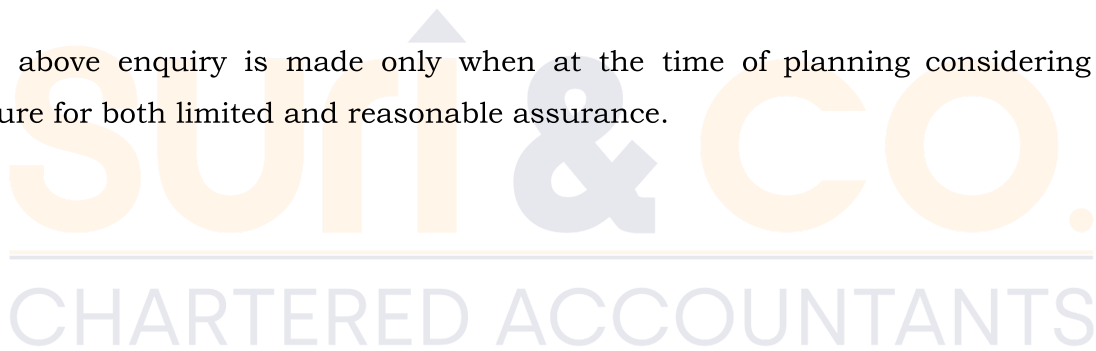 above enquiry is made only when at the time of planning considering
ure for both limited and reasonable assurance.
suri & co.
CHARTERED ACCOUNTANTS